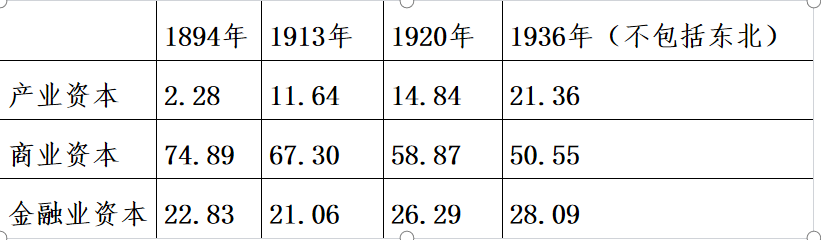 1894年 1913年 1920年 1936年（不包括东北）
产业资本 2.28 11.64 14.84 21.36
商业资本 74.89 67.30 58.87 50.55
金融业资本 22.83 21.06 26.29 28.09